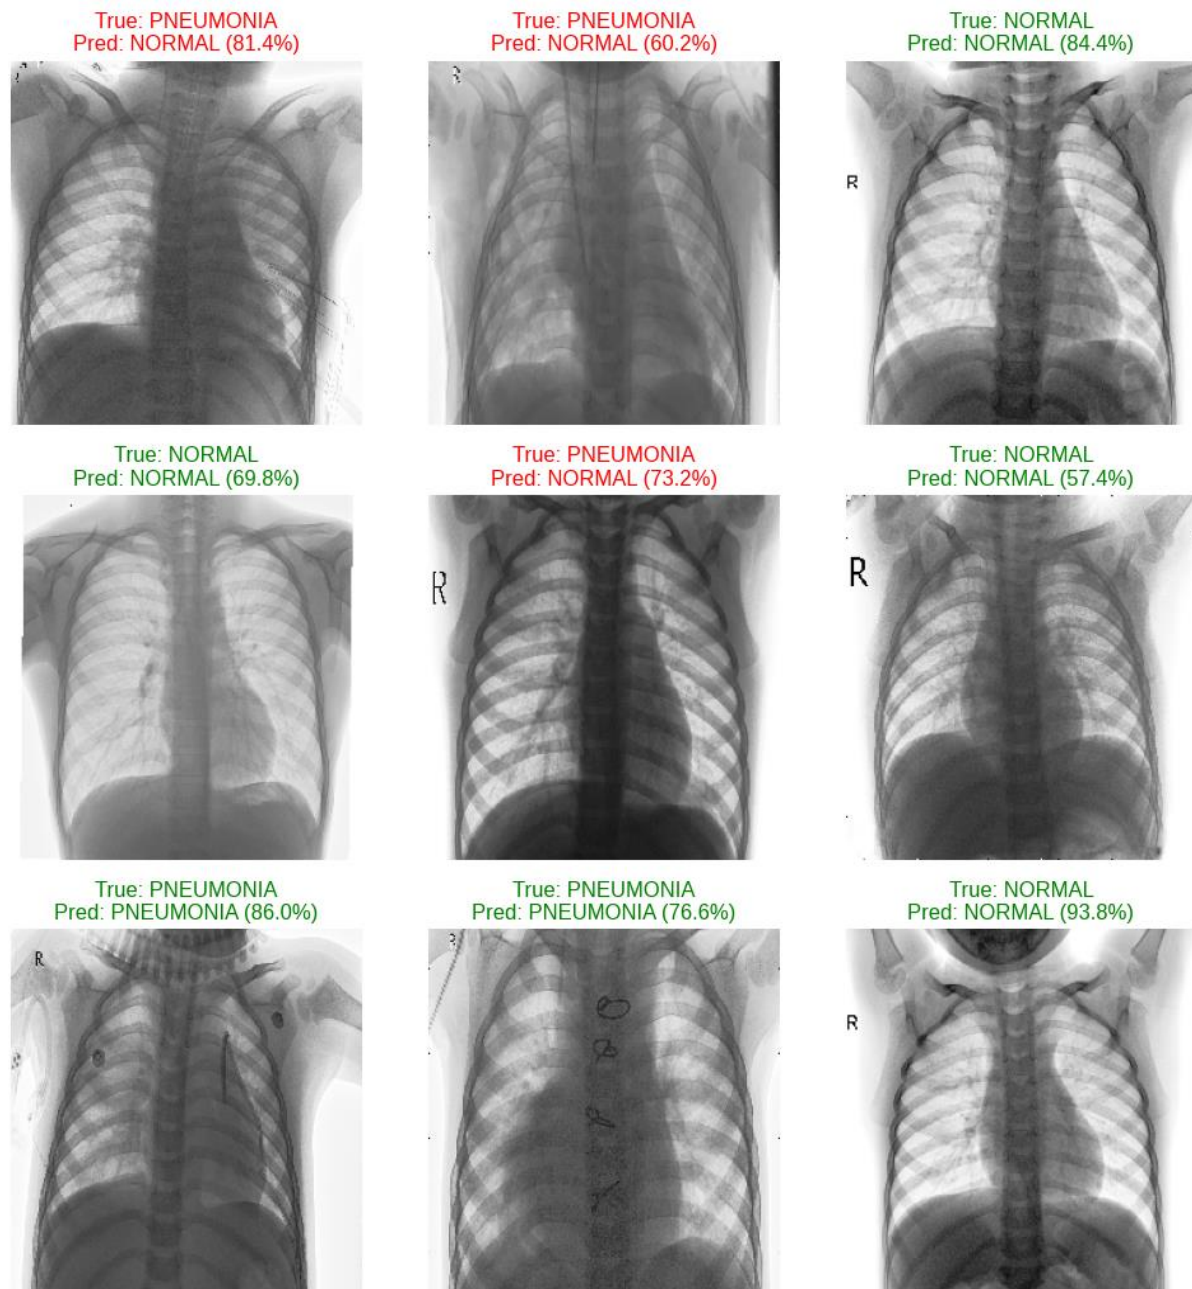 True: PNEUMONIA
Pred: NORMAL (81.4%)
True: PNEUMONIA
Pred: NORMAL (60.2%)
True: NORMAL
Pred: NORMAL (84.4%)
R
R
True: NORMAL
Pred: NORMAL (69.8%)
True: PNEUMONIA
Pred: NORMAL (73.2%)
True: NORMAL
Pred: NORMAL (57.4%)
R
R
True: PNEUMONIA
Pred: PNEUMONIA (86.0%)
True: PNEUMONIA
Pred: PNEUMONIA (76.6%)
True: NORMAL
Pred: NORMAL (93.8%)
R
R
R